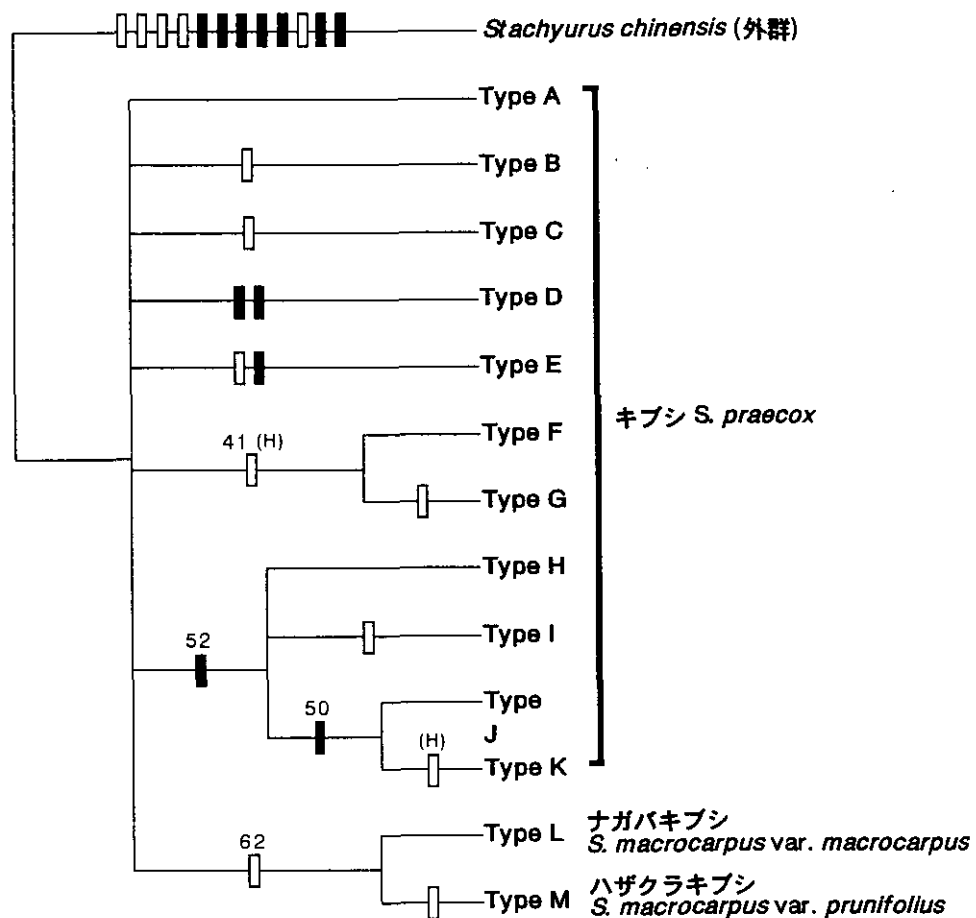 Stachyurus chinensis (外群)
Type A
Type B
Type C
Type D
Type E
キブシ S. praecox
Type F
41 (H)
Type G
Type H
52
Type I
50
Type
J
(H)
Type K
62
Type L ナガバキブシ
S. macrocarpus var. macrocarpus
Type M ハザクラキブシ
S. macrocarpus var. prunifolius